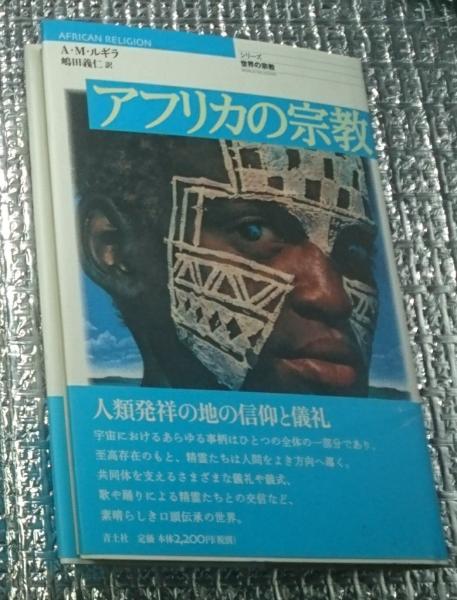 AFRICAN RELIGION
A・M・ルギラ
嶋田義仁 訳
シリーズ
世界の宗教
アフリカの宗教
人類発祥の地の信仰と儀礼
宇宙におけるあらゆる事柄はひとつの全体の一部分であり、
至高存在のもと、精霊たちは人間をよき方向へ導く。
共同体を支えるさまざまな儀礼や儀式、
歌や踊りによる精霊たちとの交信など、
素晴らしき口頭伝承の世界。
青土社 定価 本体2,200円(税別)